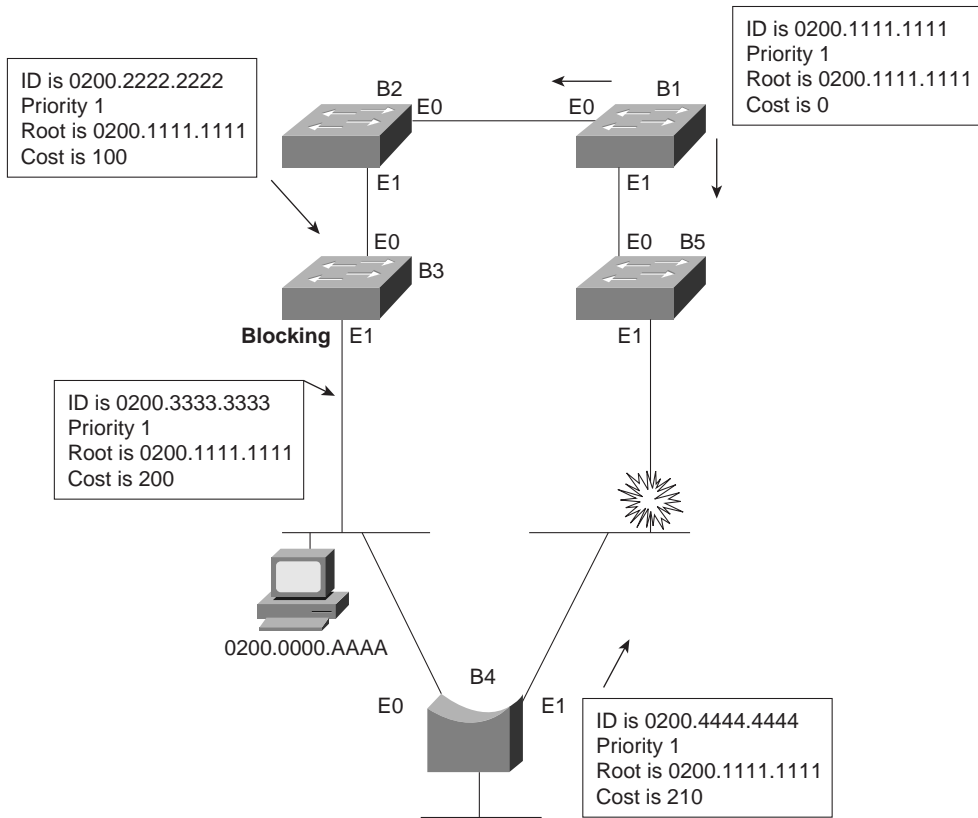 ID is 0200.1111.1111
Priority 1
Root is 0200.1111.1111
Cost is 0
ID is 0200.2222.2222
Priority 1
Root is 0200.1111.1111
Cost is 100
B2
E0
E0
B1
E1
E1
E0
B3
E0
B5
Blocking
E1
E1
ID is 0200.3333.3333
Priority 1
Root is 0200.1111.1111
Cost is 200
0200.0000.AAAA
B4
E0
E1
ID is 0200.4444.4444
Priority 1
Root is 0200.1111.1111
Cost is 210